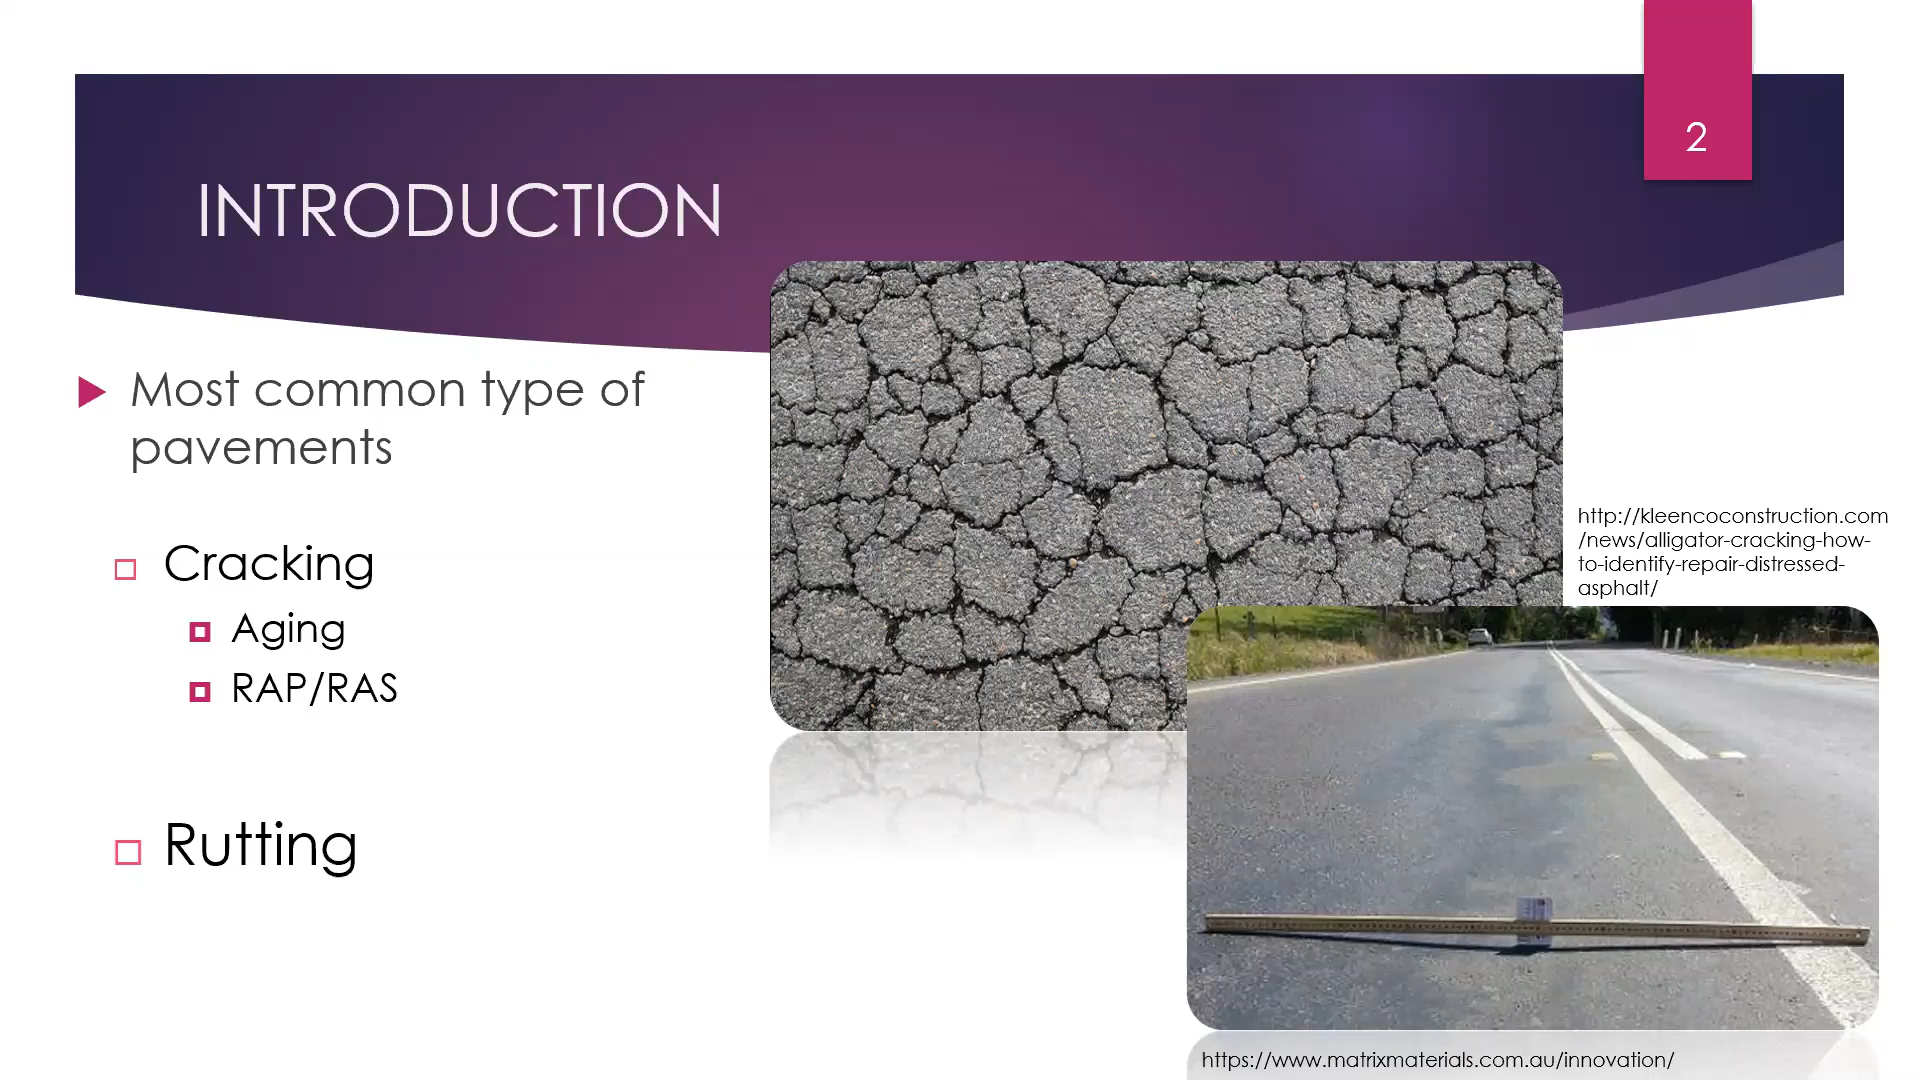 2
INTRODUCTION
Most common type of
pavements
Cracking
Aging
RAP/RAS
Rutting
http://kleencoconstruction.com
/news/alligator-cracking-how-
to-identify-repair-distressed-
asphalt/
https://www.matrixmaterials.com.au/innovation/